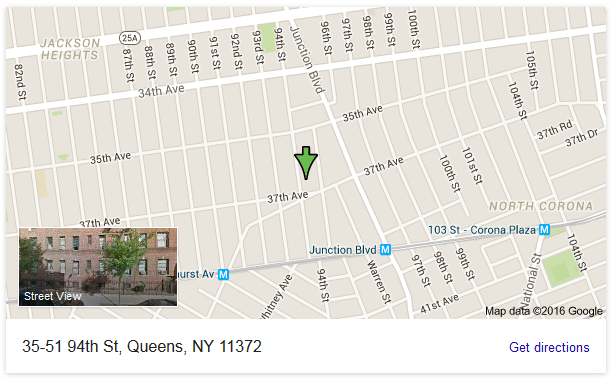 JACKSON
HEIGHTS
25A
82nd St
87th St
88th St
89th St
90th St
91st St
92nd St
93rd St
94th St
Junction Blvd
96th St
97th St
98th St
99th St
100th St
34th Ave
35th Ave
35th Ave
105th St
104th St
37th Rd
37th Dr
37th Ave
37th Ave
37th Ave
100th St
101st St
NORTH CORONA
103 St - Corona Plaza M
Junction Blvd M
hurst Av M
Whitney Ave
94th St
Warren St
97th St
98th St
99th St
41st Ave
National St
104th St
Street View
Map data ©2016 Google
35-51 94th St, Queens, NY 11372
Get directions